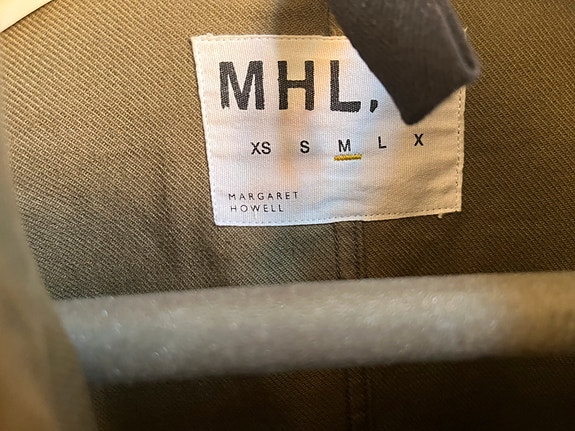 MHL.
XS S M L X
MARGARET
HOWELL